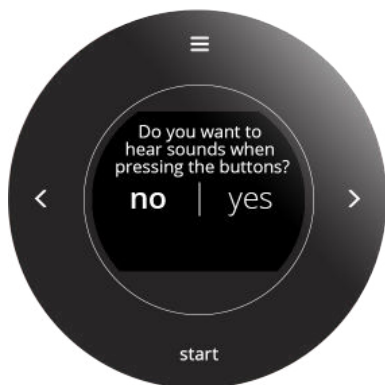 Do you want to
hear sounds when
pressing the buttons?
no | yes
start